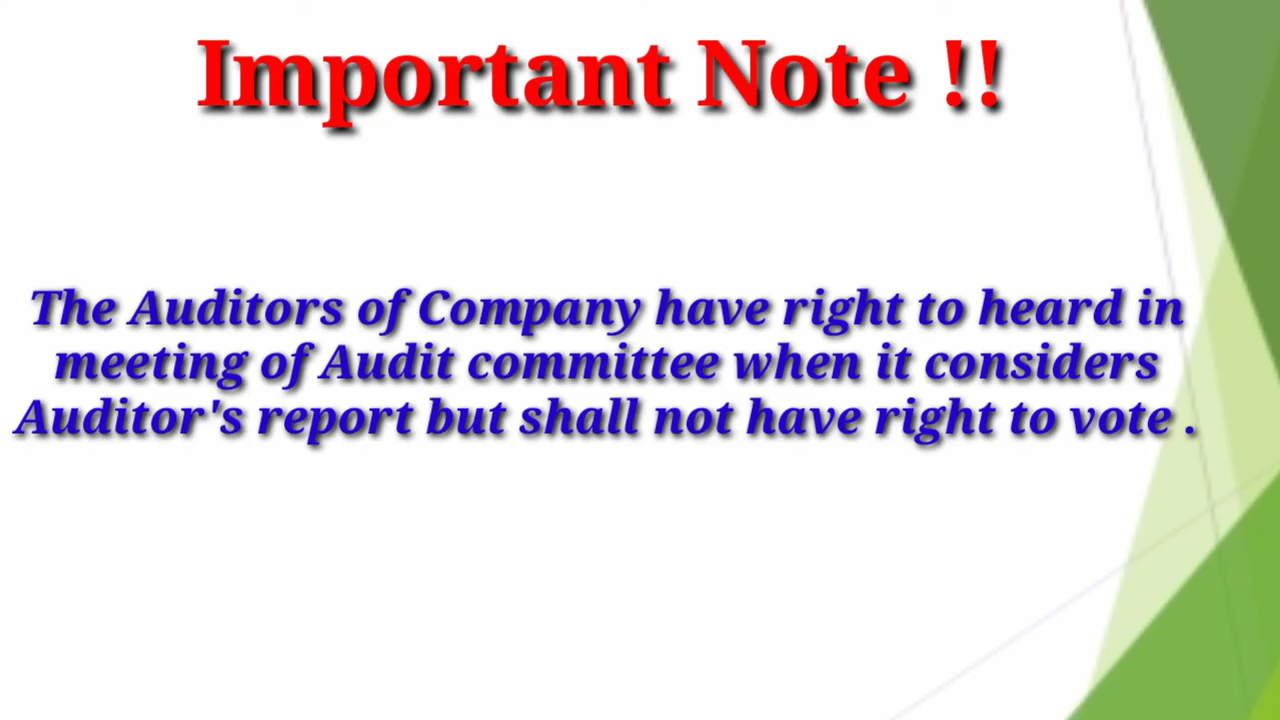 Important Note !!
The Auditors of Company have right to heard in
meeting of Audit committee when it considers
Auditor's report but shall not have right to vote .